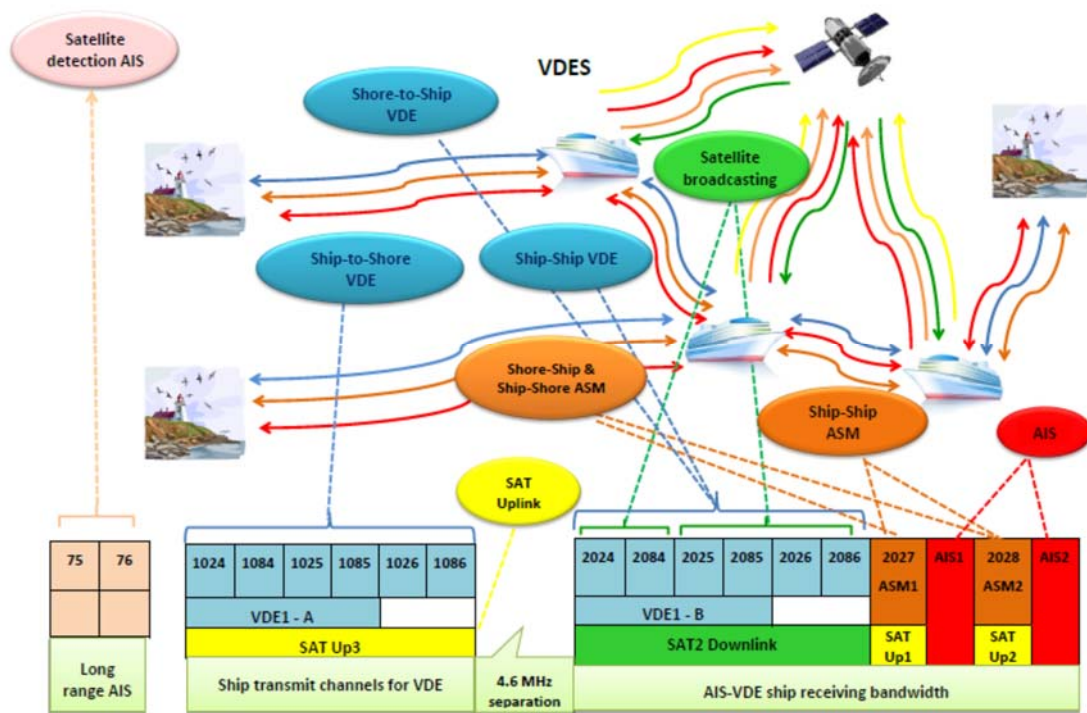 VDES
Satellite
detection AIS
Shore-to-Ship
VDE
Satellite
broadcasting
Ship-to-Shore
VDE
Ship-Ship VDE
Shore-Ship &
Ship-Shore ASM
Ship-Ship
ASM
AIS
SAT
Uplink
75 76
1024 1084 1025 1085 1026 1086
2024 2084 2025 2085 2026 2086 2027 AIS1 2028 AIS2
ASM1 ASM2
VDE1 - A
VDE1 - B
SAT Up3
SAT2 Downlink
SAT
Up1
SAT
Up2
Long
range AIS
Ship transmit channels for VDE
4.6 MHz
separation
AIS-VDE ship receiving bandwidth